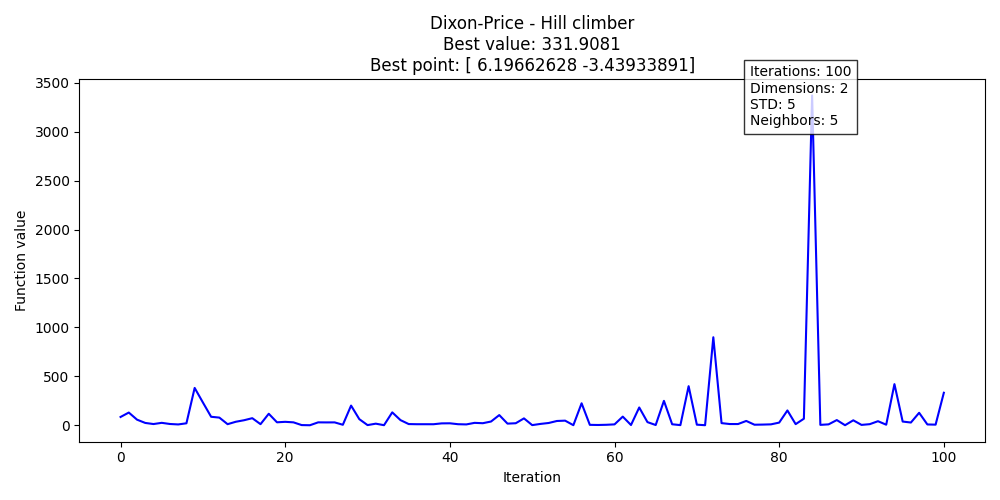 Dixon-Price - Hill climber
Best value: 331.9081
Best point: [ 6.19662628 -3.43933891]
Iterations: 100
Dimensions: 2
STD: 5
Neighbors: 5
Function value
3500
3000
2500
2000
1500
1000
500
0
0 20 40 60 80 100
Iteration